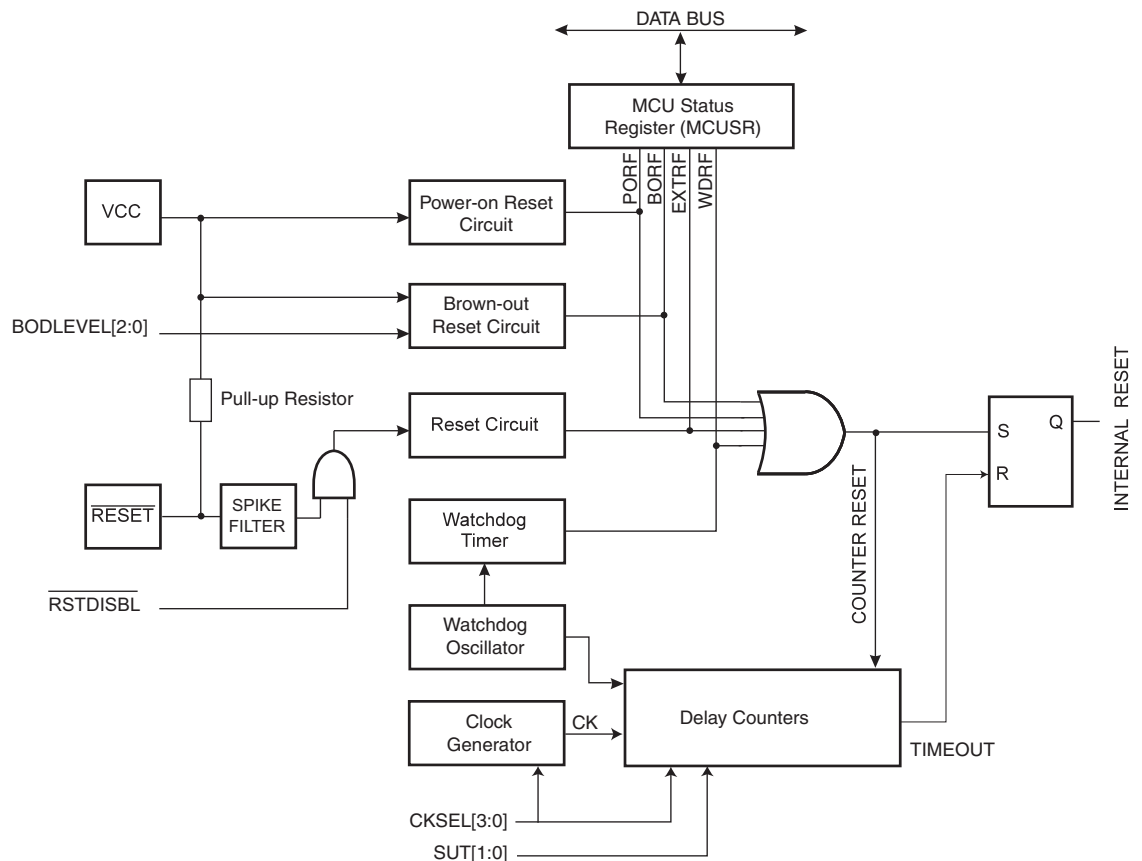 DATA BUS
MCU Status
Register (MCUSR)
PORF
BORF
EXTRF
WDRF
VCC
Power-on Reset
Circuit
BODLEVEL[2:0]
Brown-out
Reset Circuit
Pull-up Resistor
Reset Circuit
S
Q
R
INTERNAL RESET
RESET
SPIKE
FILTER
Watchdog
Timer
COUNTER RESET
RSTDISBL
Watchdog
Oscillator
Clock
Generator
CK
Delay Counters
TIMEOUT
CKSEL[3:0]
SUT[1:0]